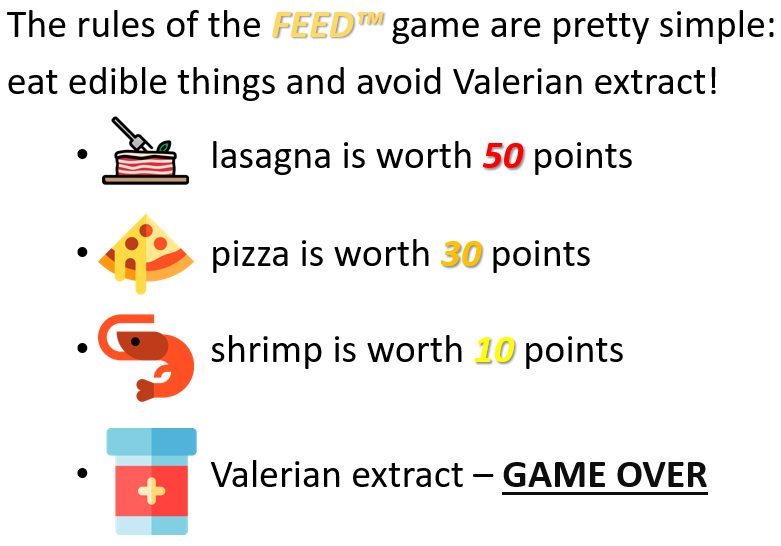 The rules of the FEED™ game are pretty simple:
eat edible things and avoid Valerian extract!
• lasagna is worth 50 points
• pizza is worth 30 points
• shrimp is worth 10 points
• Valerian extract – GAME OVER